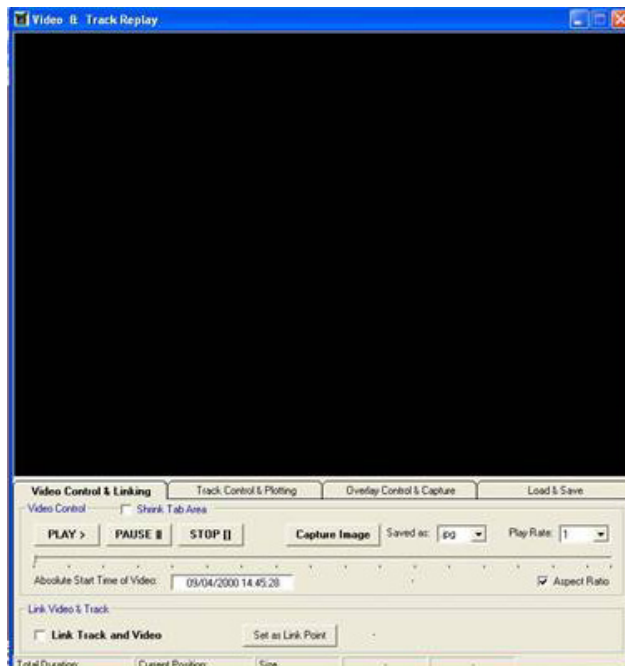 Video & Track Replay
Video Control & Linking Track Control & Plotting Overlay Control & Capture Load & Save
Video Control Shrink Tab Area
PLAY > PAUSE || STOP [] Capture Image Saved as: jpg Play Rate: 1
Absolute Start Time of Video: 09/04/2000 14:45:28 Aspect Ratio
Link Video & Track
Link Track and Video Set as Link Point
Total Duration: Current Position: Size